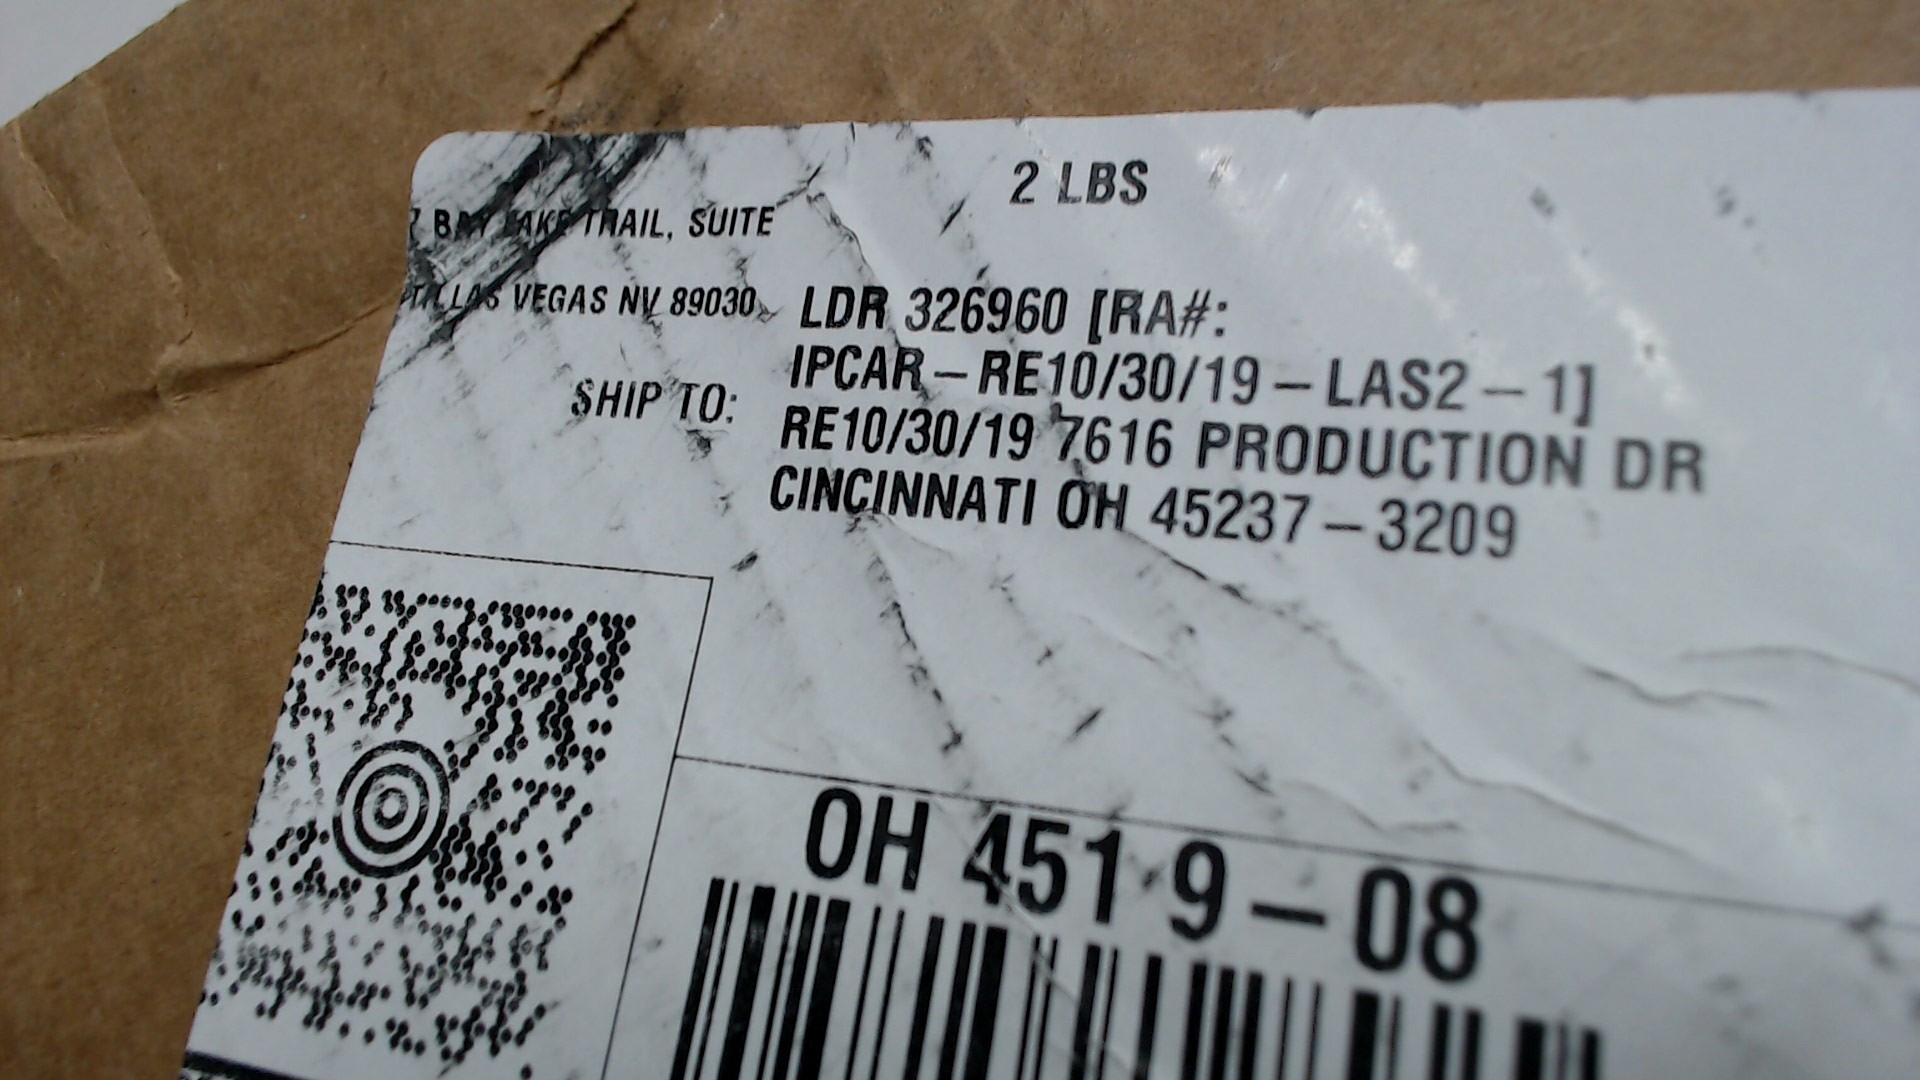 2 LBS
BAY LAKE TRAIL, SUITE
LAS VEGAS NV 89030
LDR 326960 [RA#:
IPCAR-RE10/30/19-LAS2-1]
SHIP TO:
RE10/30/19 7616 PRODUCTION DR
CINCINNATI OH 45237-3209
OH 451 9-08